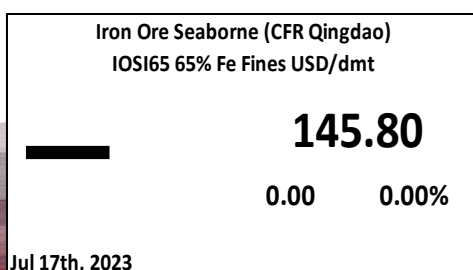 Iron Ore Seaborne (CFR Qingdao)
IOSI65 65% Fe Fines USD/dmt
145.80
0.00 0.00%
Jul 17th, 2023